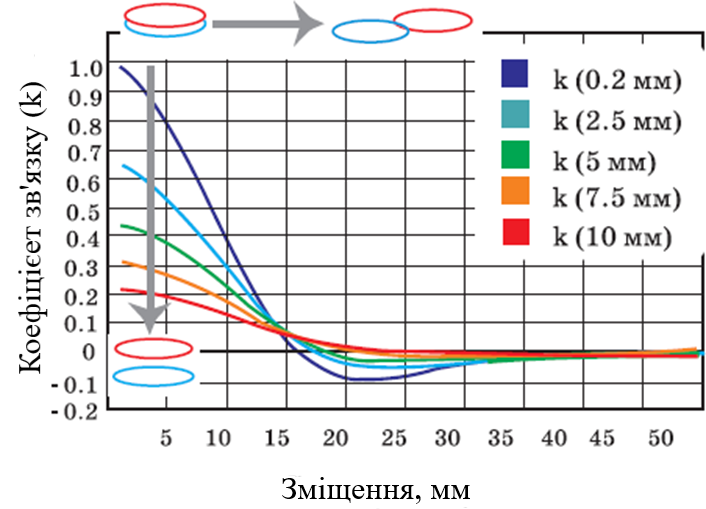 Коефіцієт зв'язку (k)
1.0
0.9
0.8
0.7
0.6
0.5
0.4
0.3
0.2
0.1
0
-0.1
-0.2
k (0.2 мм)
k (2.5 мм)
k (5 мм)
k (7.5 мм)
k (10 мм)
5 10 15 20 25 35 40 45 50
Зміщення, мм